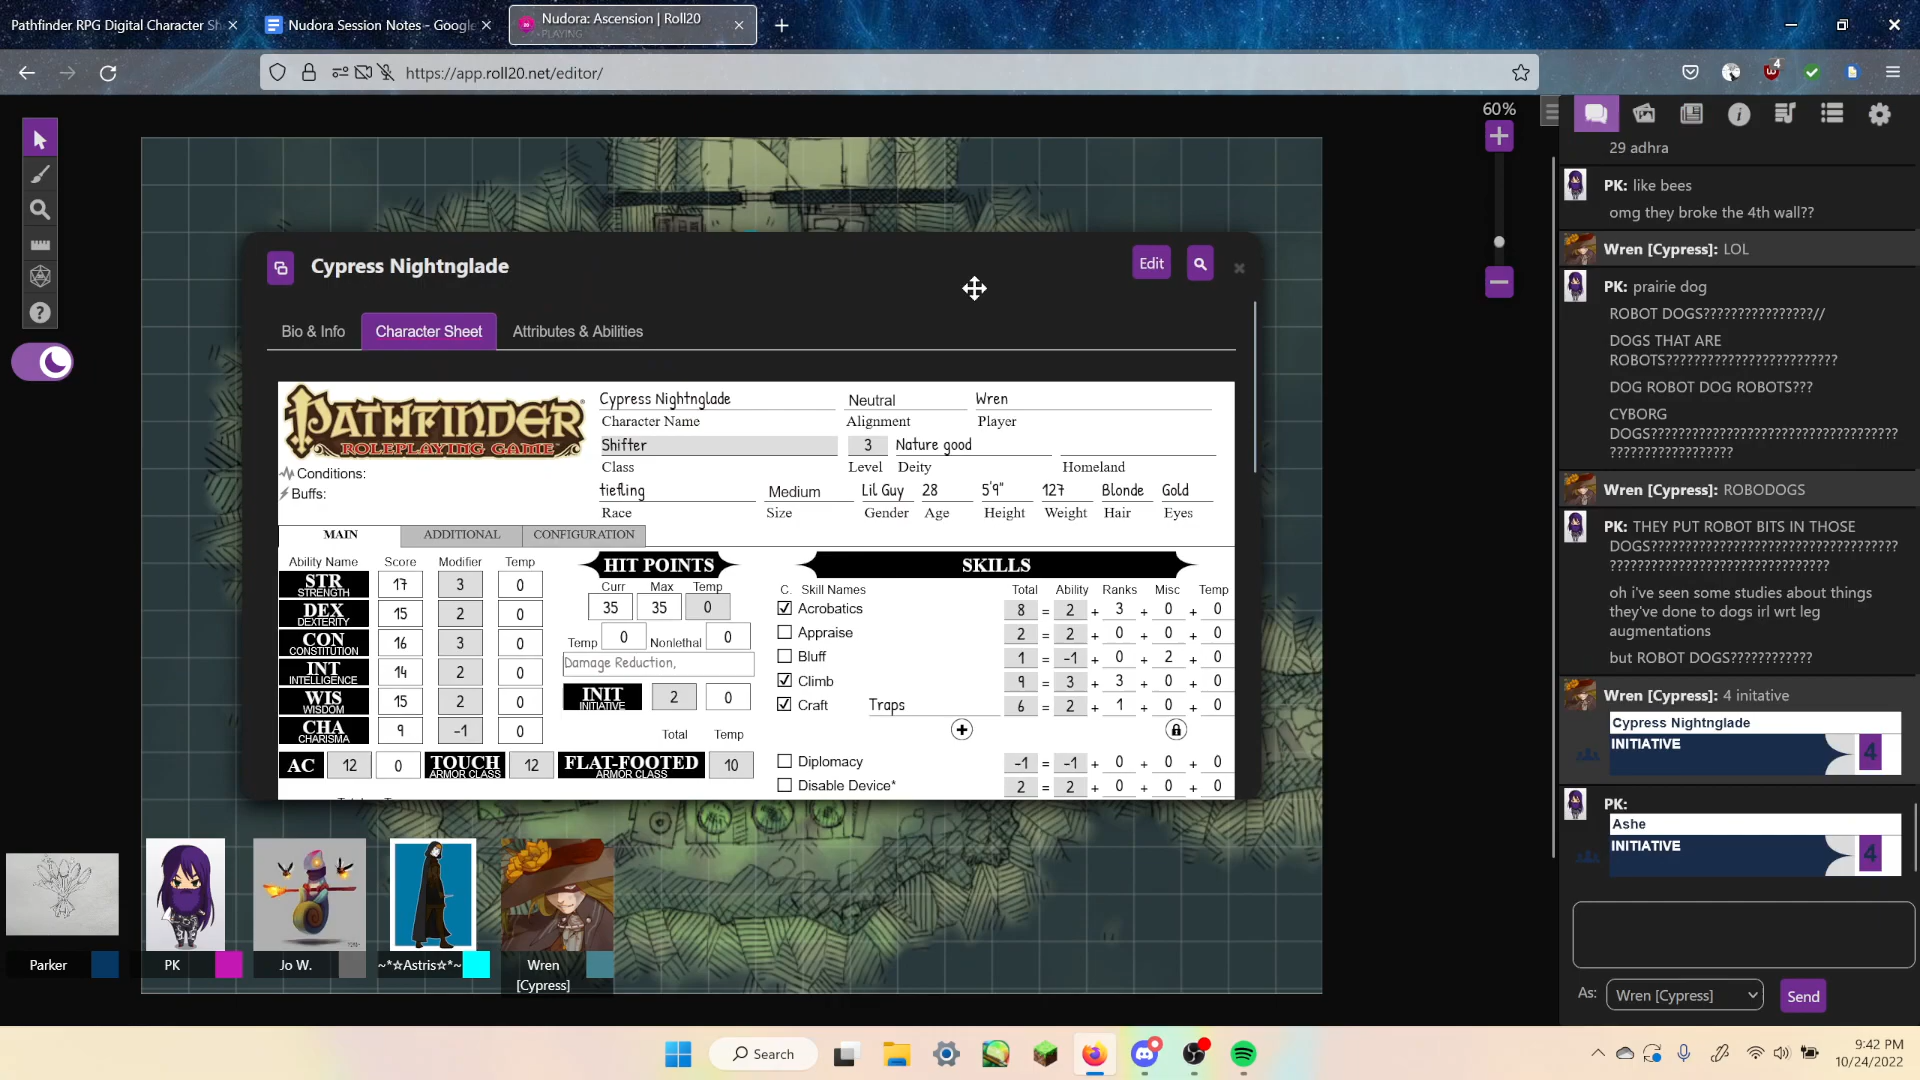 Pathfinder RPG Digital Character Sh
Nudora Session Notes - Google
Nudora: Ascension | Roll20
PLAYING
https://app.roll20.net/editor/
4
60%
Cypress Nightnglade
Edit
Bio & Info
Character Sheet
Attributes & Abilities
PATHFINDER
ROLEPLAYING GAME
Conditions:
Buffs:
Cypress Nightnglade Neutral Wren
Character Name Alignment Player
Shifter 3 Nature good
Class Level Deity Homeland
tiefling Medium Lil Guy 28 5'9" 127 Blonde Gold
Race Size Gender Age Height Weight Hair Eyes
MAIN ADDITIONAL CONFIGURATION
Ability Name Score Modifier Temp
STR STRENGTH 17 3 0
DEX DEXTERITY 15 2 0
CON CONSTITUTION 16 3 0
INT INTELLIGENCE 14 2 0
WIS WISDOM 15 2 0
CHA CHARISMA 9 -1 0
HIT POINTS
Curr Max Temp
35 35 0
Temp 0 Nonlethal 0
Damage Reduction,
INIT INITIATIVE 2 0
Total Temp
AC 12 0 TOUCH ARMOR CLASS 12 FLAT-FOOTED ARMOR CLASS 10
SKILLS
C. Skill Names Total Ability Ranks Misc Temp
Acrobatics 8 = 2 + 3 + 0 + 0
Appraise 2 = 2 + 0 + 0 + 0
Bluff 1 = -1 + 0 + 2 + 0
Climb 9 = 3 + 3 + 0 + 0
Craft Traps 6 = 2 + 1 + 0 + 0
Diplomacy -1 = -1 + 0 + 0 + 0
Disable Device* 2 = 2 + 0 + 0 + 0
Parker
PK
Jo W.
~*☆Astris☆*~
Wren
[Cypress]
29 adhra
PK: like bees
omg they broke the 4th wall??
Wren [Cypress]: LOL
PK: prairie dog
ROBOT DOGS????????????????//
DOGS THAT ARE
ROBOTS?????????????????????????
DOG ROBOT DOG ROBOTS???
CYBORG
DOGS???????????????????????????????????
??????????????????
Wren [Cypress]: ROBODOGS
PK: THEY PUT ROBOT BITS IN THOSE
DOGS???????????????????????????????????
????????????????????????????????
oh i've seen some studies about things
they've done to dogs irl wrt leg
augmentations
but ROBOT DOGS????????????
Wren [Cypress]: 4 initative
Cypress Nightnglade
INITIATIVE
4
PK:
Ashe
INITIATIVE
4
As: Wren [Cypress] Send
Search
9:42 PM
10/24/2022